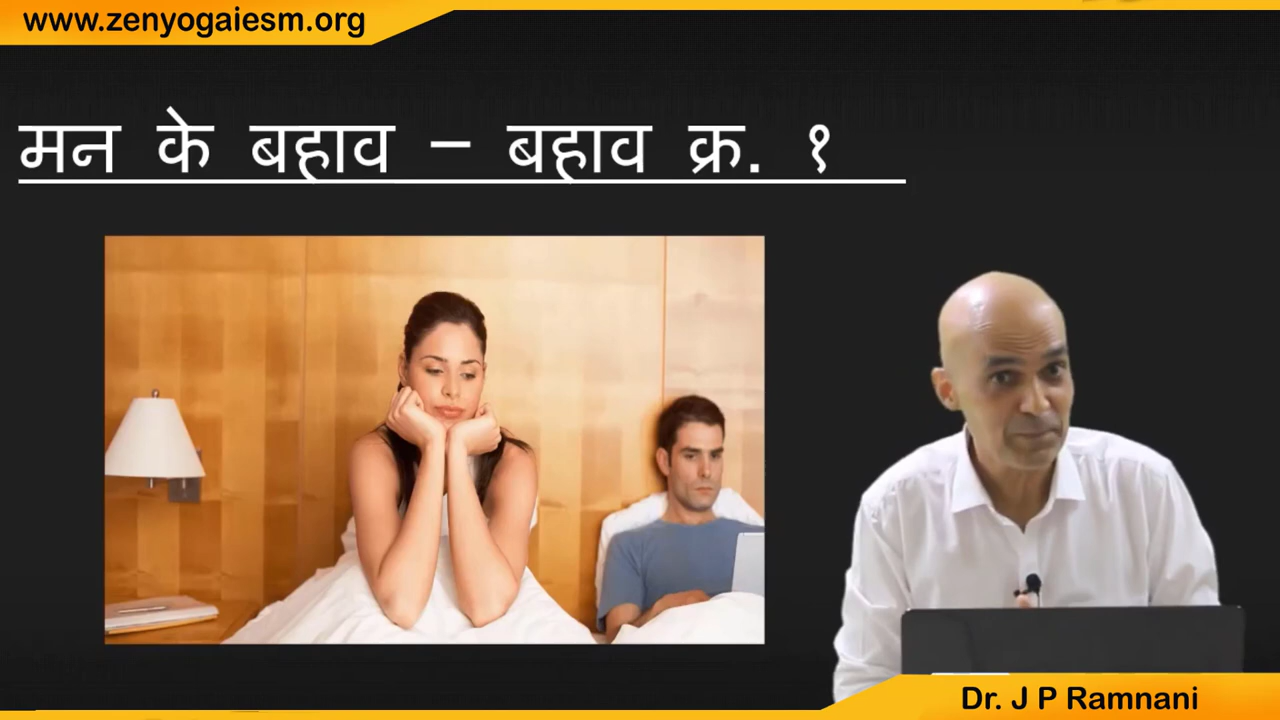 www.zenyogaiesm.org
मन के बहाव – बहाव क्र. १
Dr. J P Ramnani